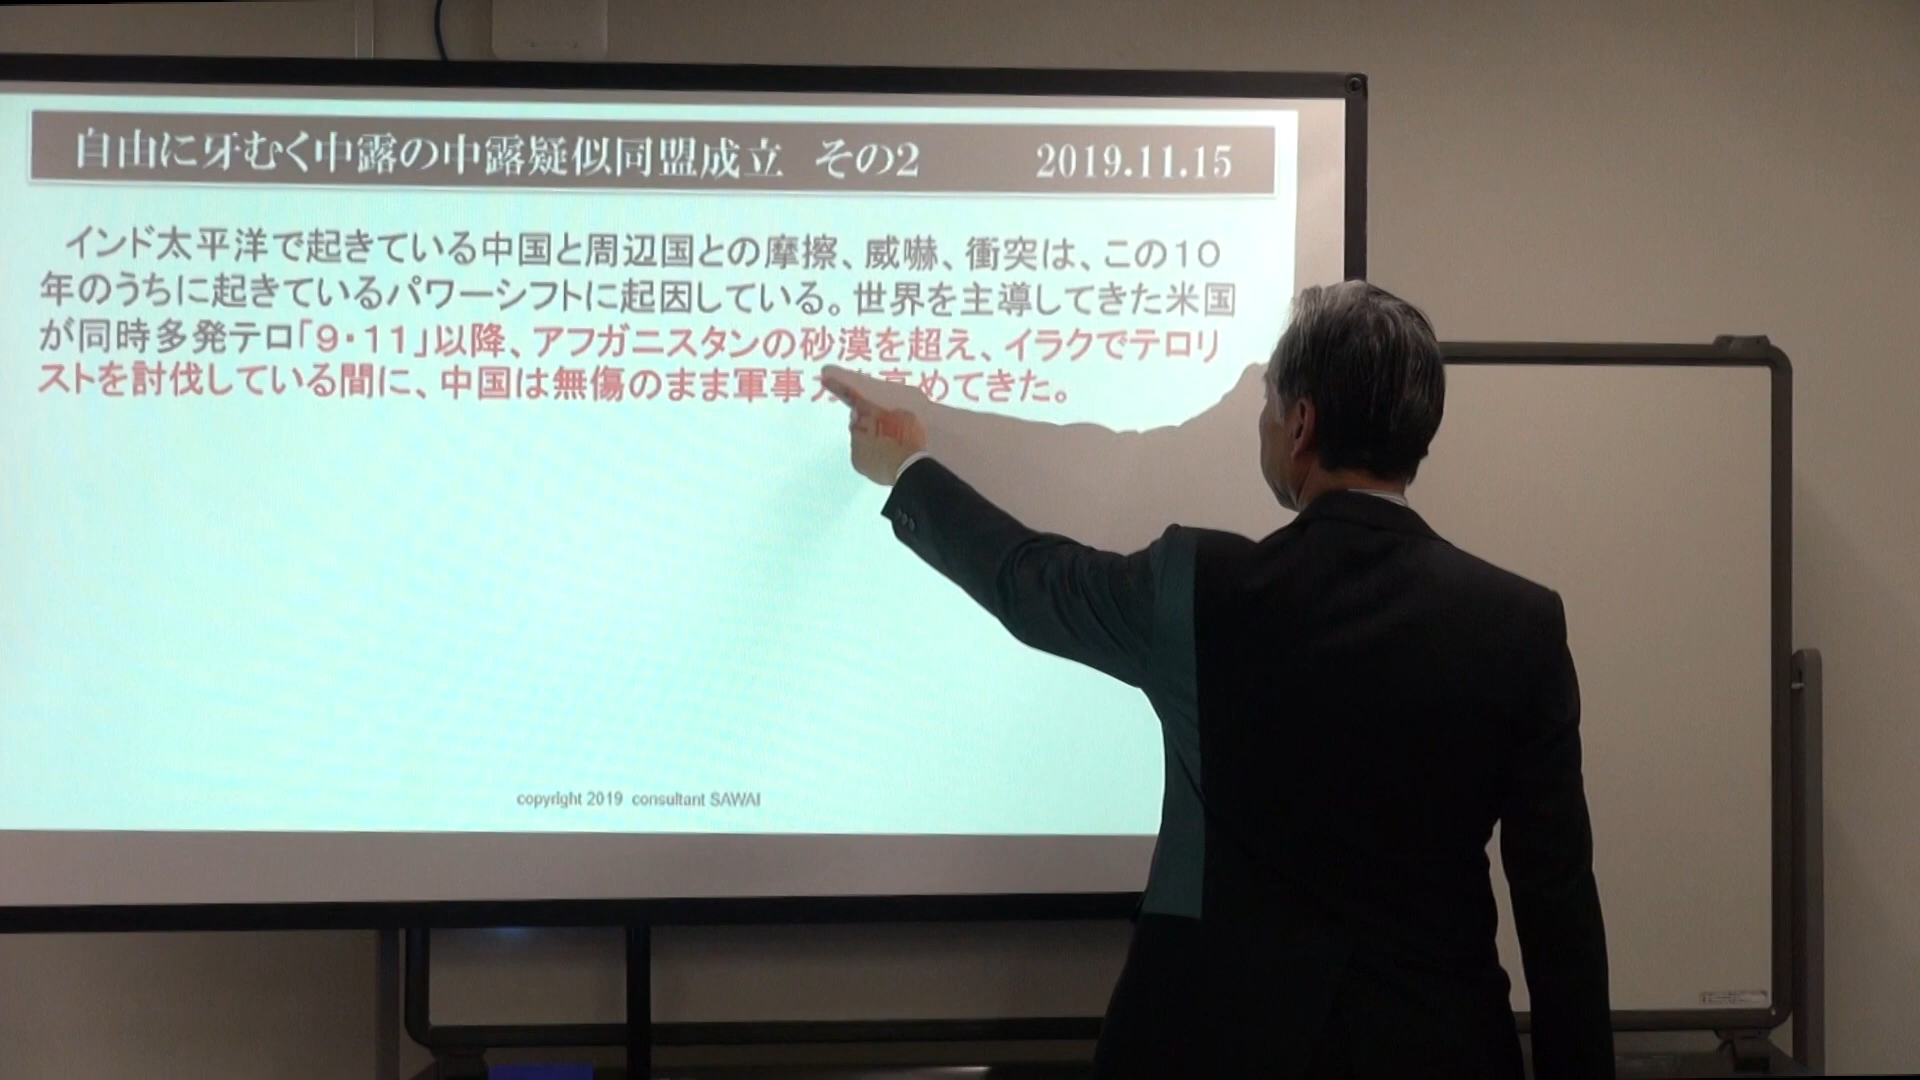 自由に牙むく中露の中露疑似同盟成立 その2 2019.11.15
インド太平洋で起きている中国と周辺国との摩擦、威嚇、衝突は、この10
年のうちに起きているパワーシフトに起因している。世界を主導してきた米国
が同時多発テロ「9・11」以降、アフガニスタンの砂漠を超え、イラクでテロリ
ストを討伐している間に、中国は無傷のまま軍事力を高めてきた。
copyright 2019 consultant SAWAI